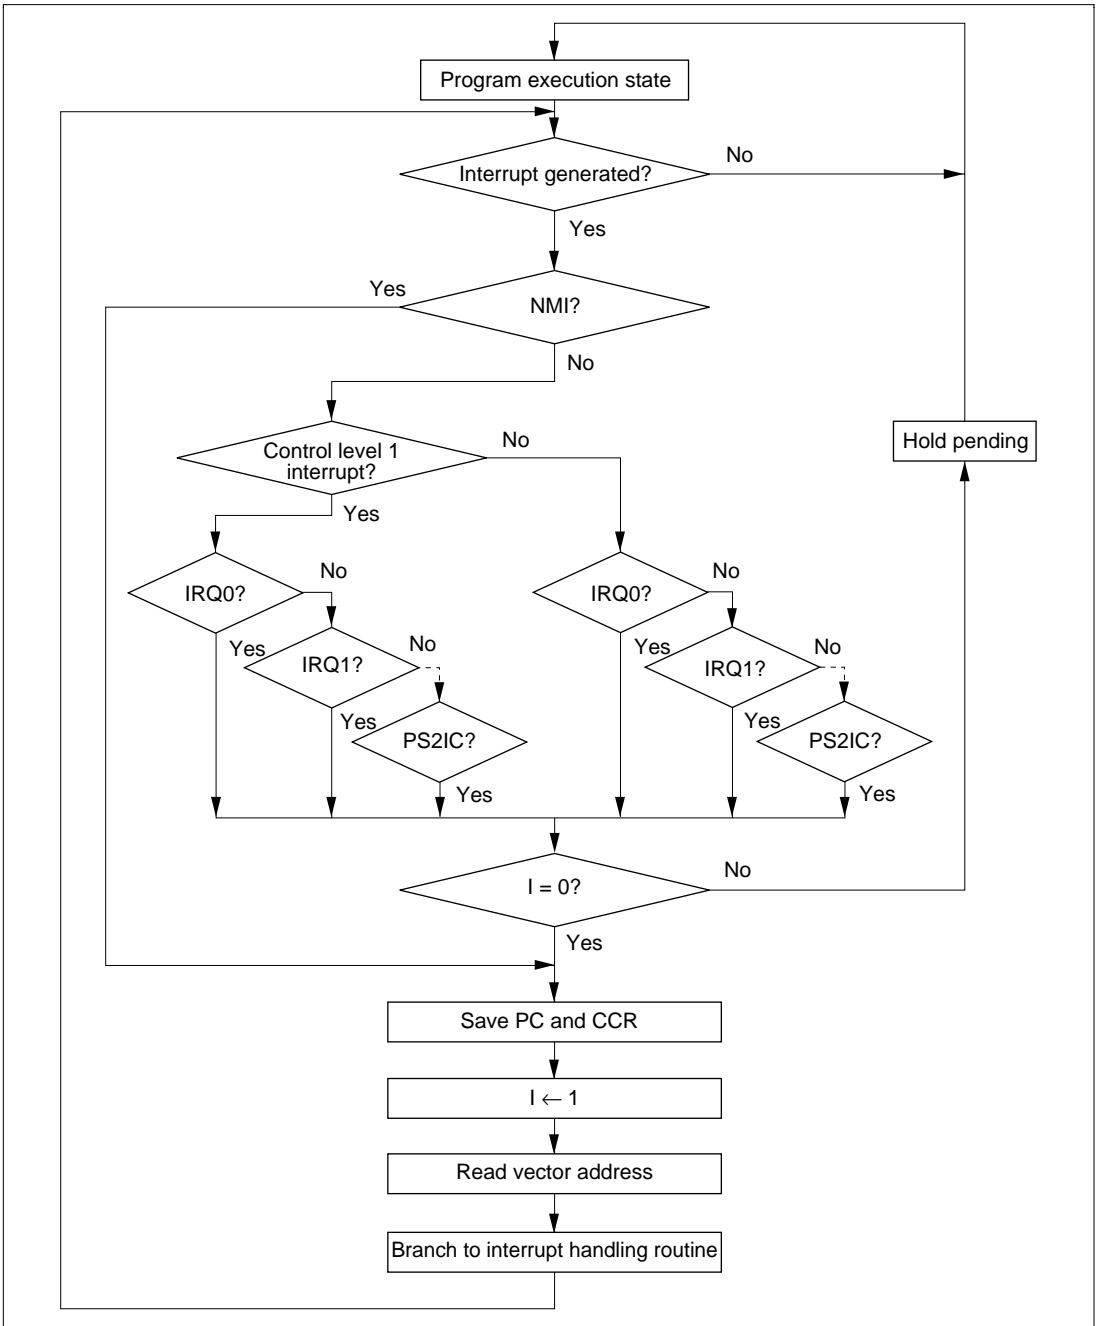 Program execution state
Interrupt generated?
No
Yes
Yes
NMI?
No
Control level 1
interrupt?
No
Hold pending
Yes
IRQ0?
No
IRQ0?
No
Yes
IRQ1?
No
Yes
IRQ1?
No
Yes
PS2IC?
Yes
PS2IC?
Yes
Yes
I = 0?
No
Yes
Save PC and CCR
I ← 1
Read vector address
Branch to interrupt handling routine